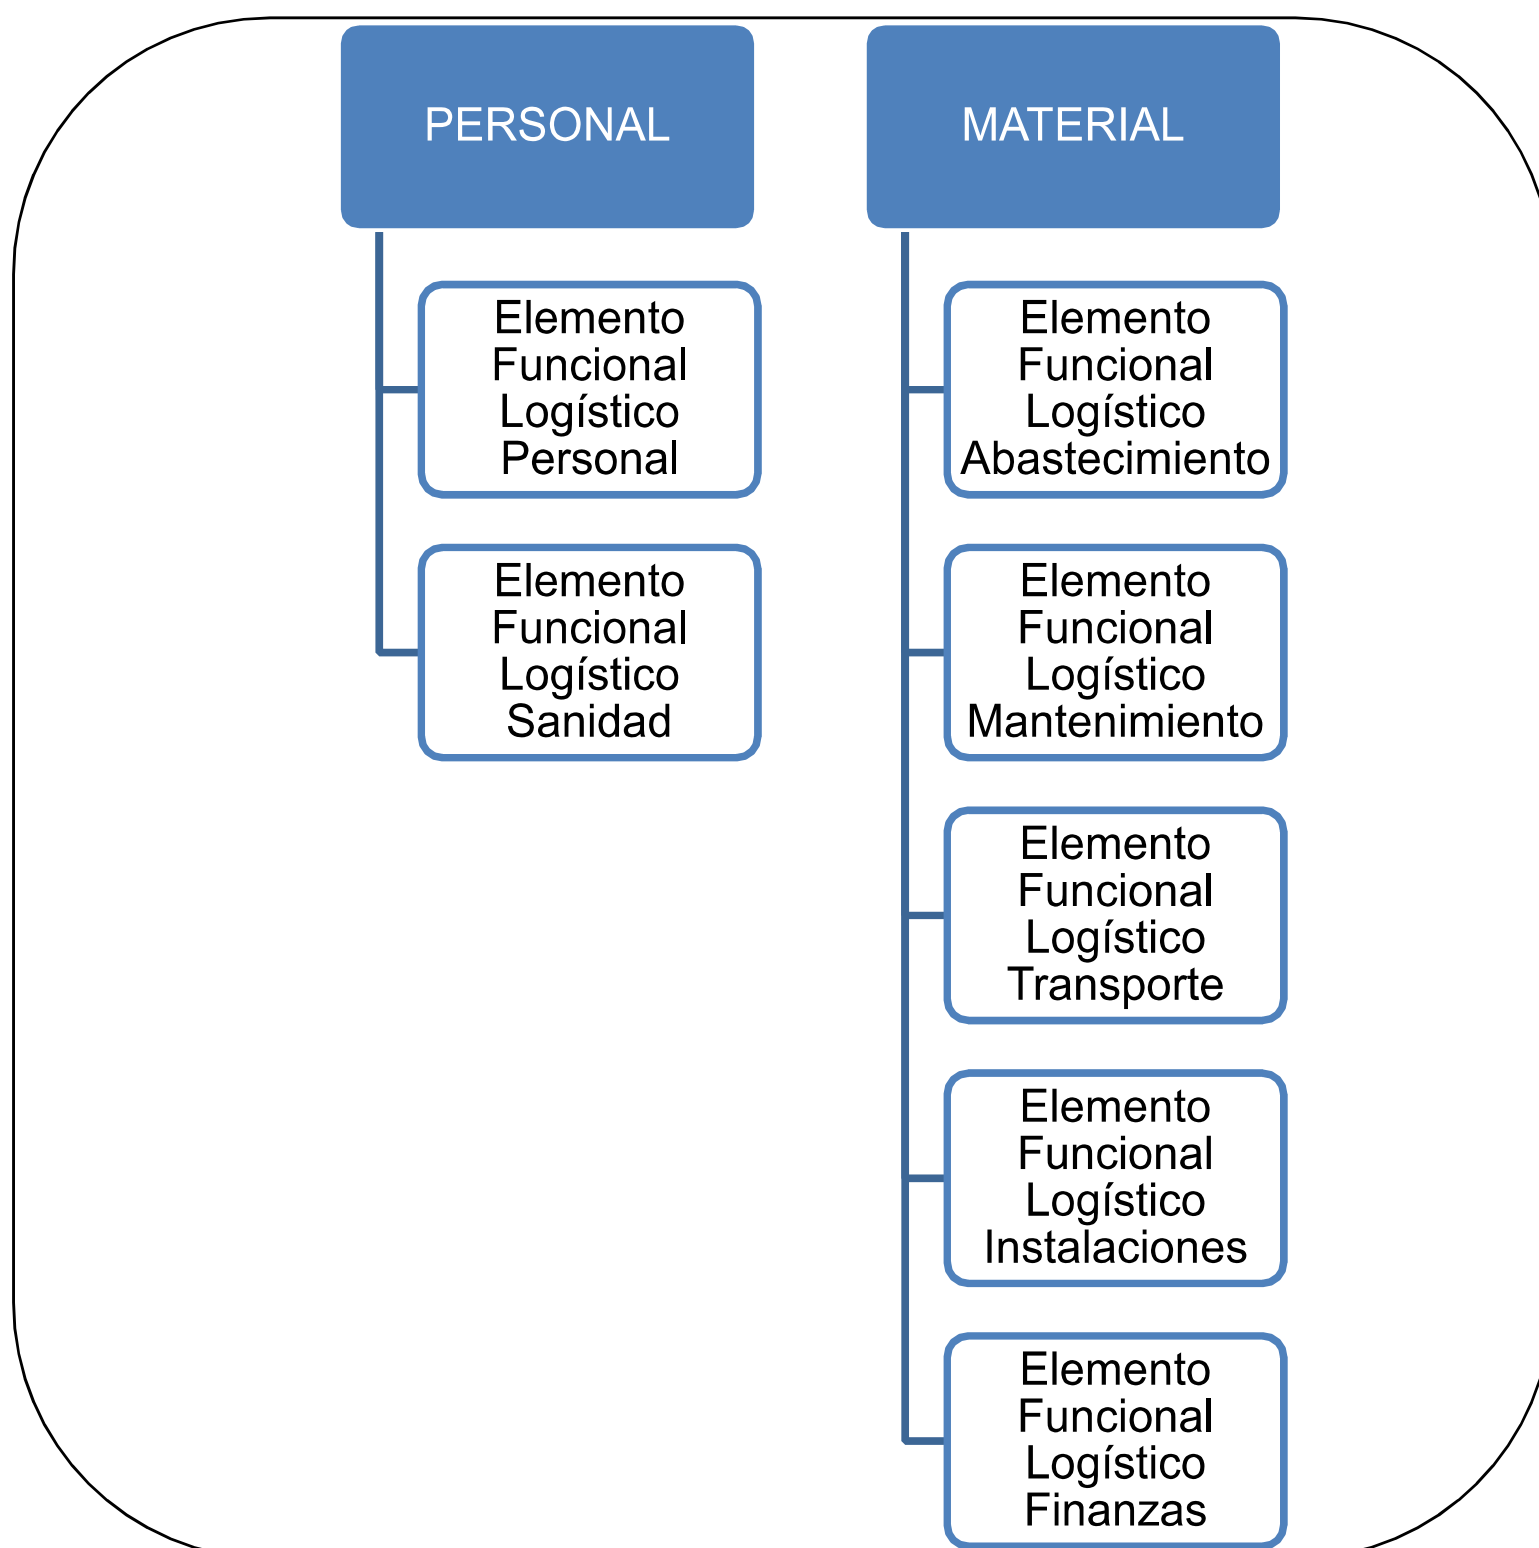 PERSONAL
Elemento
Funcional
Logístico
Personal
Elemento
Funcional
Logístico
Sanidad
MATERIAL
Elemento
Funcional
Logístico
Abastecimiento
Elemento
Funcional
Logístico
Mantenimiento
Elemento
Funcional
Logístico
Transporte
Elemento
Funcional
Logístico
Instalaciones
Elemento
Funcional
Logístico
Finanzas